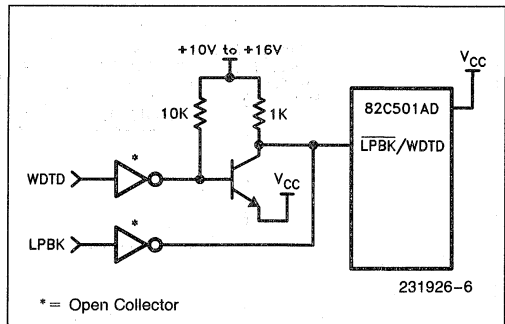 +10V to +16V
VCC
10K
1K
82C501AD
LPBK/WDTD
*
WDTD
VCC
*
LPBK
231926-6
* = Open Collector